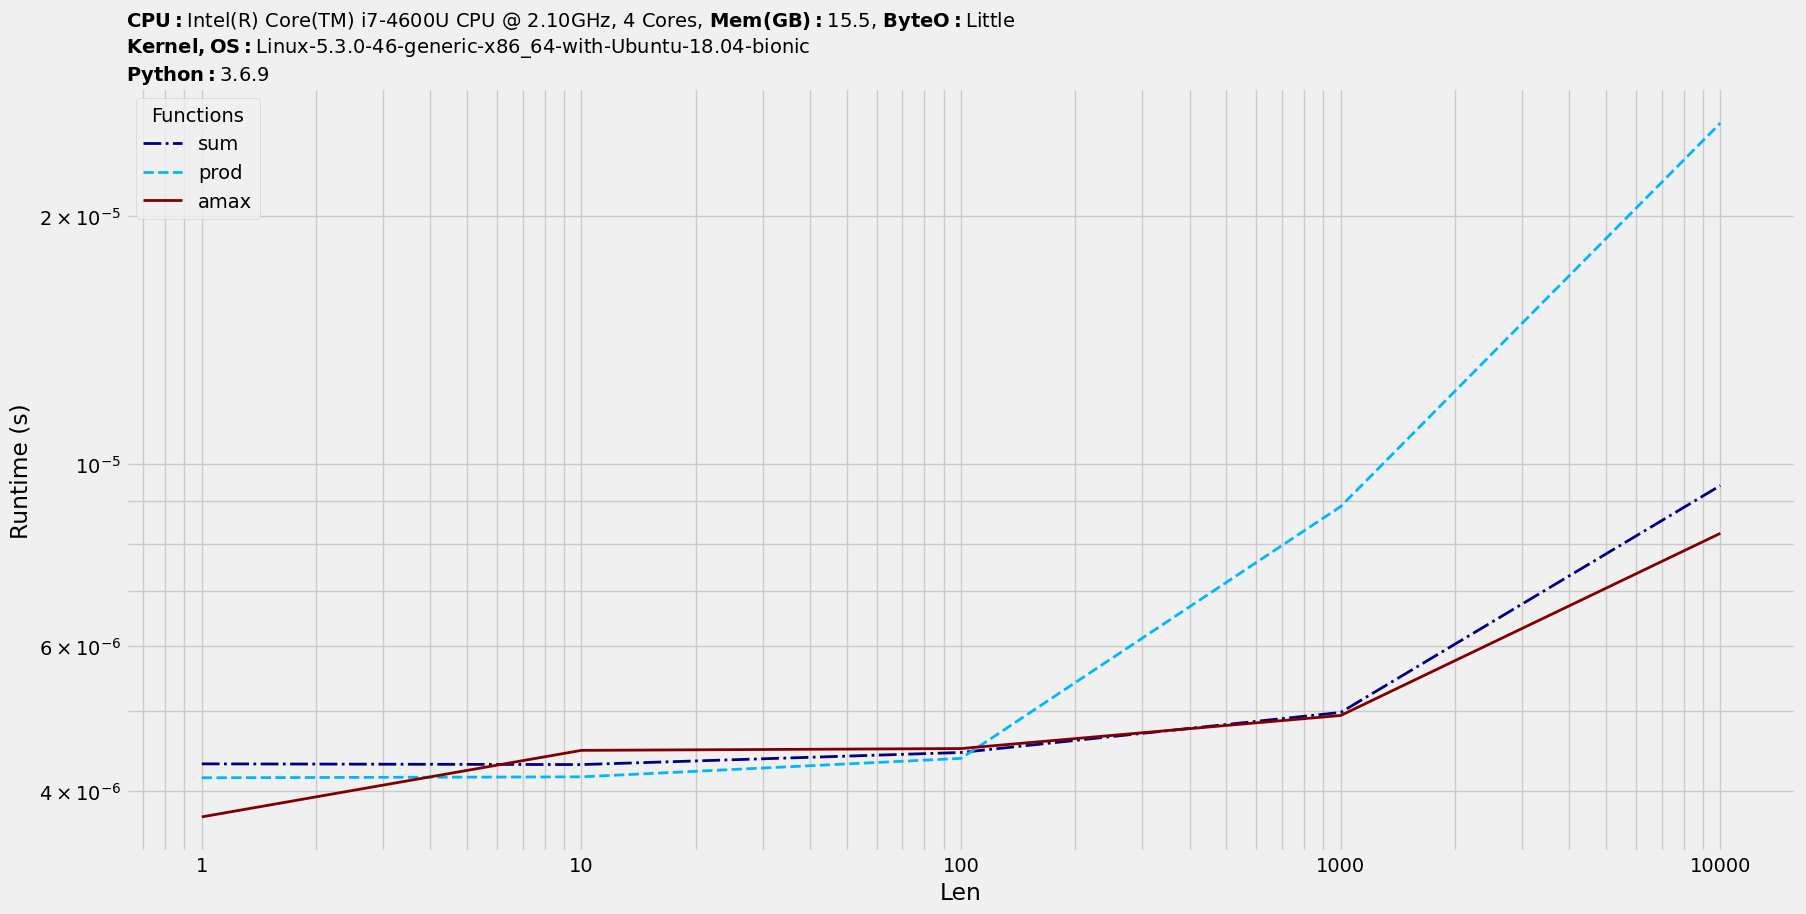 CPU: Intel(R) Core(TM) i7-4600U CPU @ 2.10GHz, 4 Cores, Mem(GB): 15.5, ByteO: Little
Kernel, OS: Linux-5.3.0-46-generic-x86_64-with-Ubuntu-18.04-bionic
Python: 3.6.9
Functions
sum
prod
amax
2 × 10⁻⁵
10⁻⁵
6 × 10⁻⁶
4 × 10⁻⁶
Runtime (s)
1 10 100 1000 10000
Len